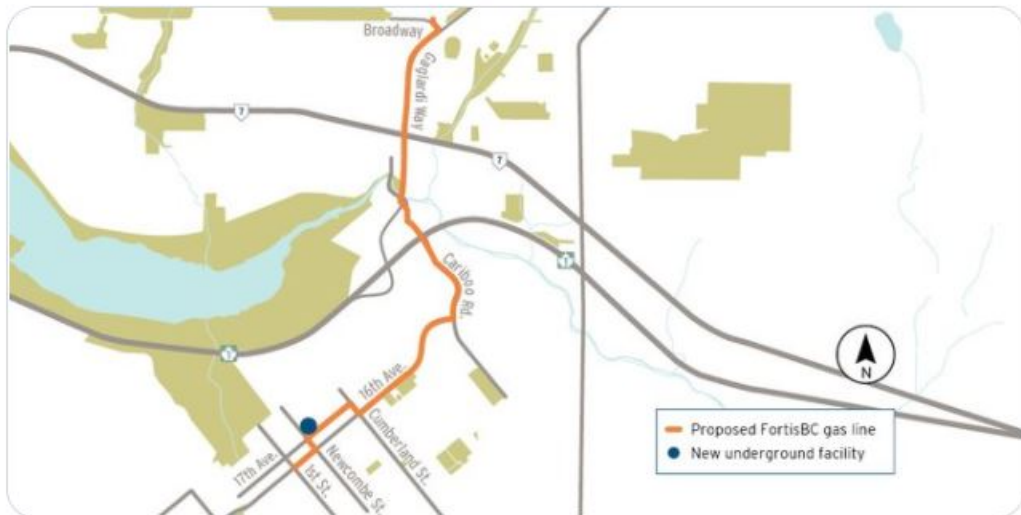 Broadway
Gaglardi Way
7
7
Cariboo Rd.
1
1
16th Ave.
Cumberland St.
17th Ave.
Newcombe St.
1st St.
N
Proposed FortisBC gas line
New underground facility